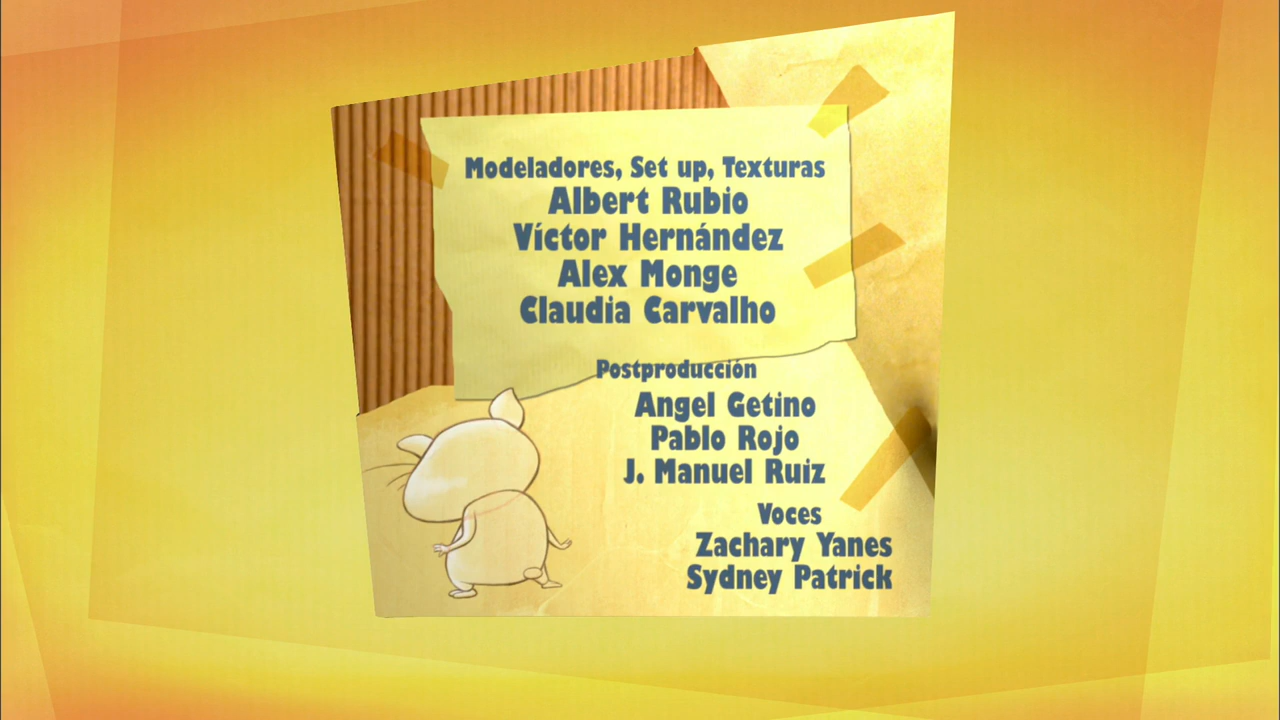 Modeladores, Set up, Texturas
Albert Rubio
Víctor Hernández
Alex Monge
Claudia Carvalho
Postproducción
Angel Getino
Pablo Rojo
J. Manuel Ruiz
Voces
Zachary Yanes
Sydney Patrick